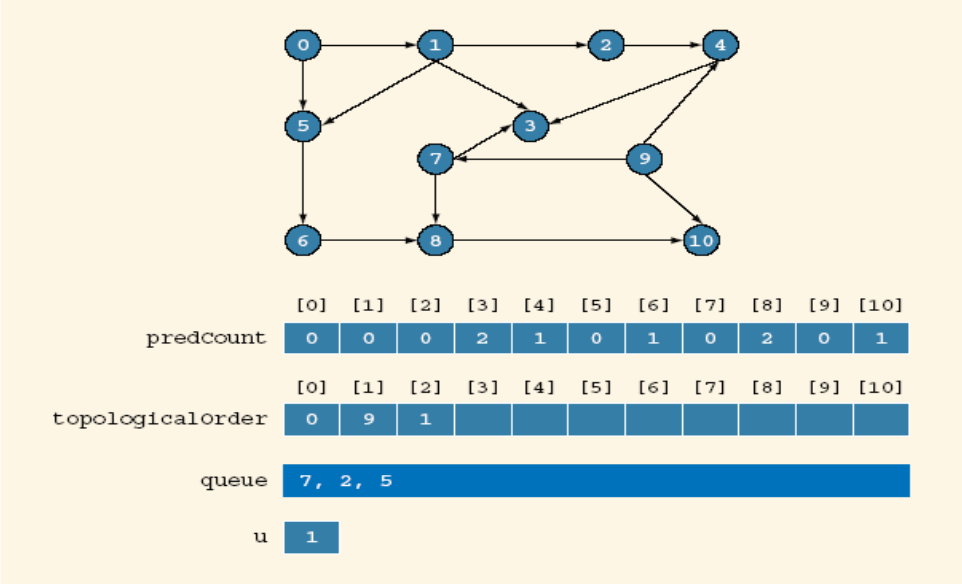 0 1 2 4
5 3
7 9
6 8 10
[0] [1] [2] [3] [4] [5] [6] [7] [8] [9] [10]
predCount 0 0 0 2 1 0 1 0 2 0 1
[0] [1] [2] [3] [4] [5] [6] [7] [8] [9] [10]
topologicalOrder 0 9 1
queue 7, 2, 5
u 1